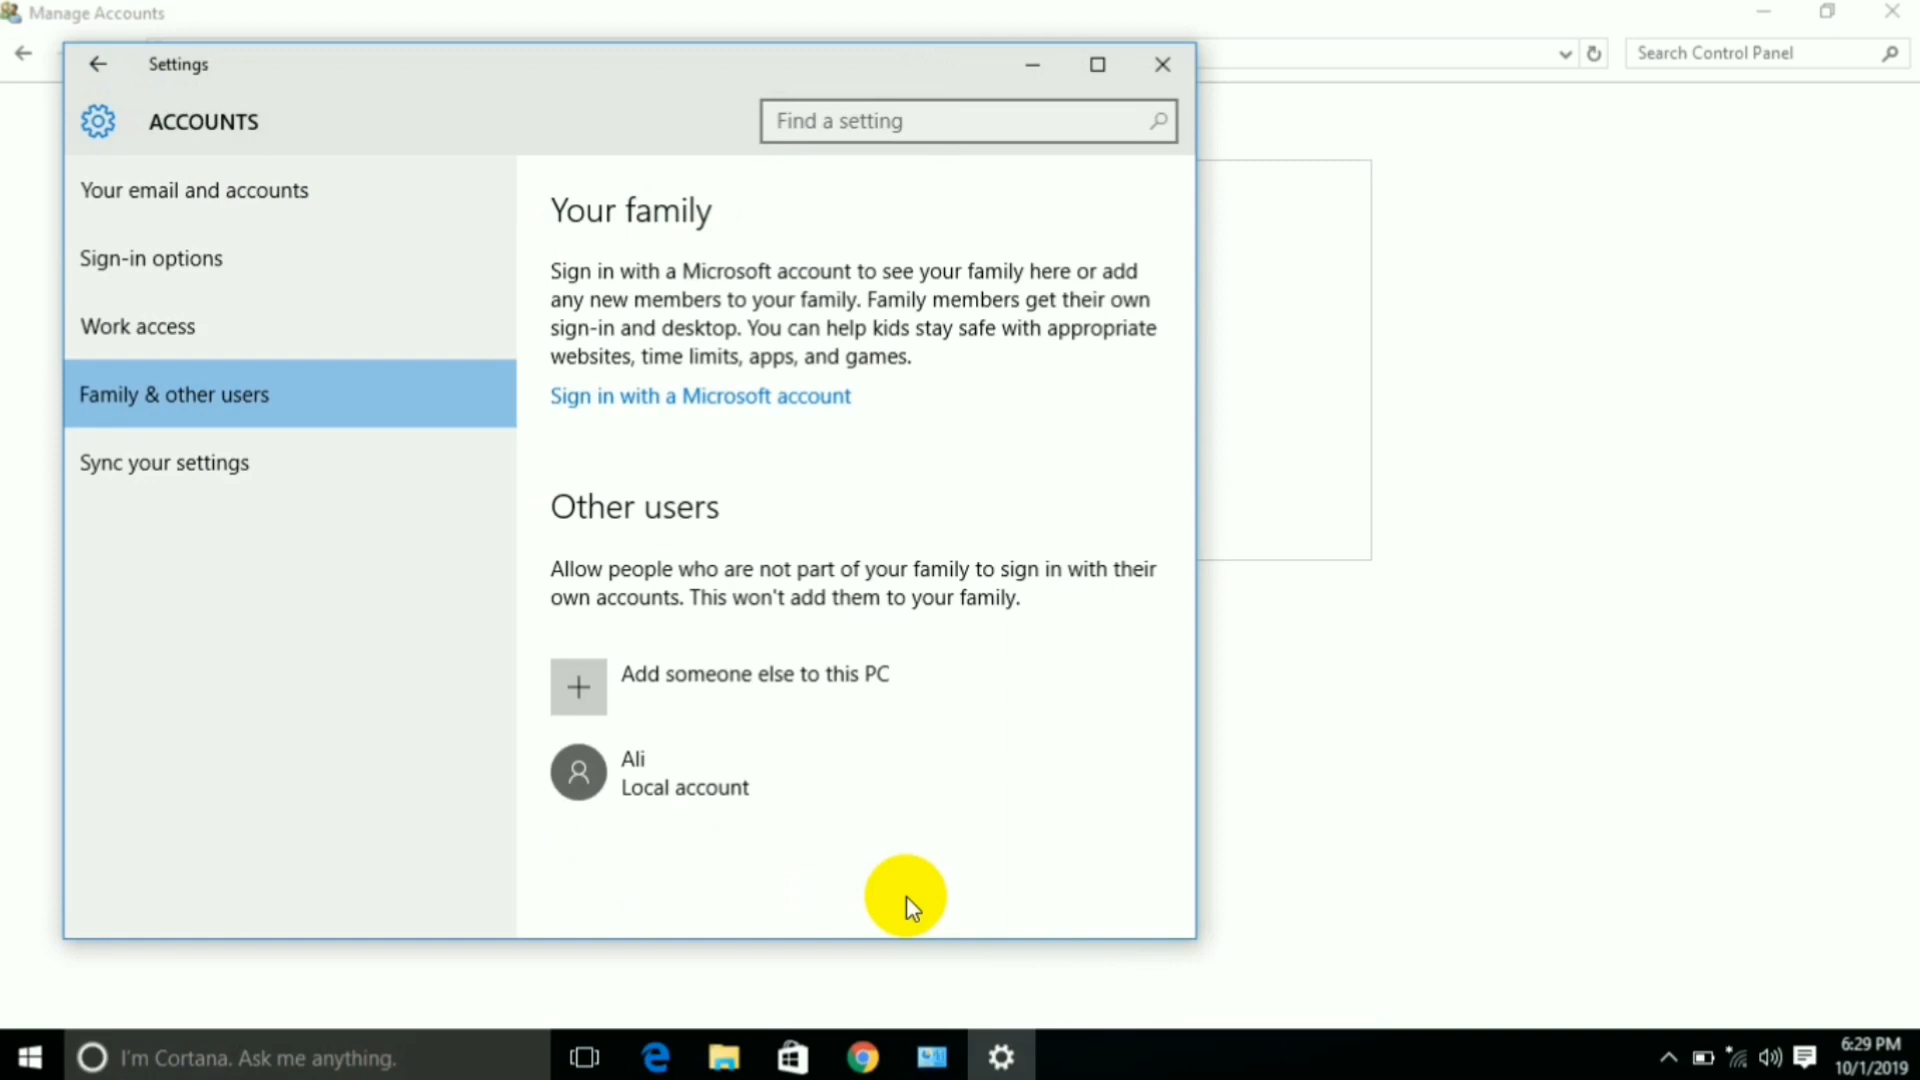 Manage Accounts
Search Control Panel
Settings
ACCOUNTS
Find a setting
Your email and accounts
Sign-in options
Work access
Family & other users
Sync your settings
Your family
Sign in with a Microsoft account to see your family here or add
any new members to your family. Family members get their own
sign-in and desktop. You can help kids stay safe with appropriate
websites, time limits, apps, and games.
Sign in with a Microsoft account
Other users
Allow people who are not part of your family to sign in with their
own accounts. This won't add them to your family.
Add someone else to this PC
Ali
Local account
I'm Cortana. Ask me anything.
6:29 PM
10/1/2019